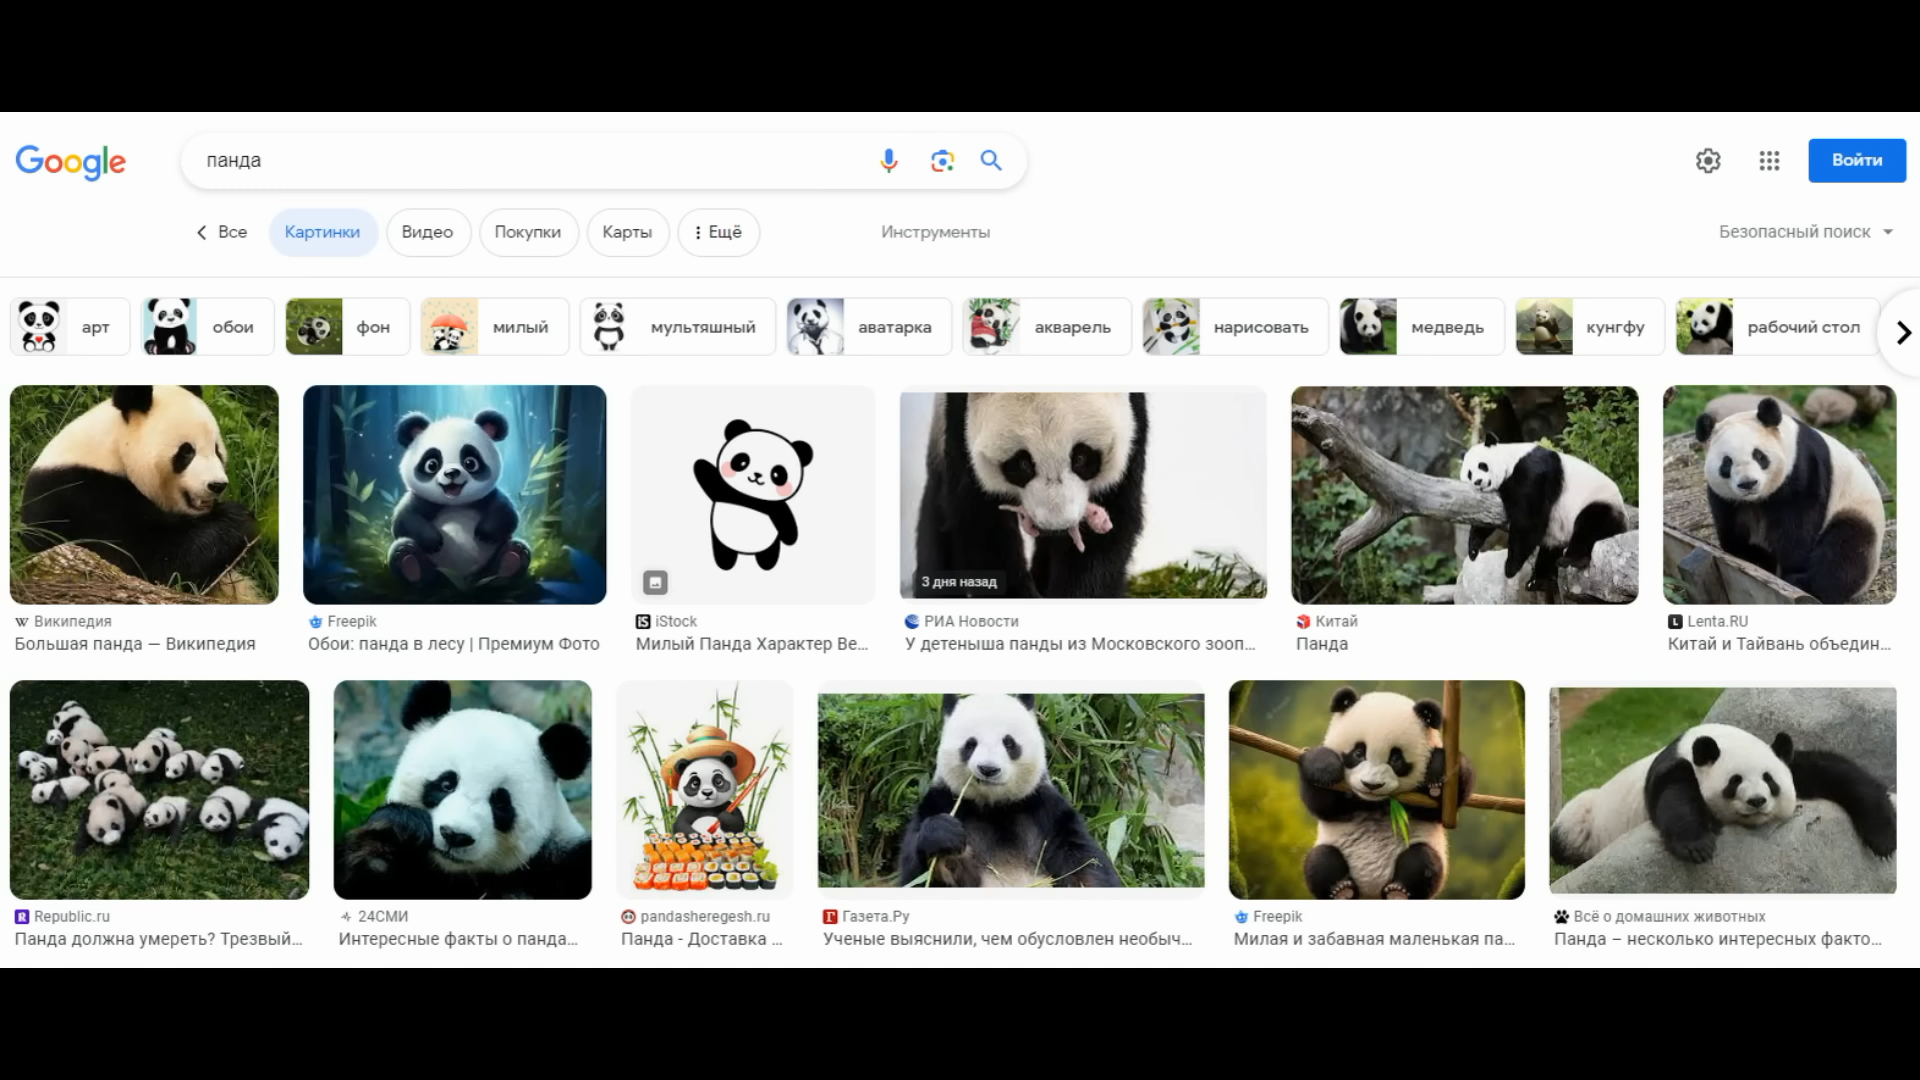 Google
панда
Войти
Все
Картинки
Видео
Покупки
Карты
Ещё
Инструменты
Безопасный поиск
арт
обои
фон
милый
мультяшный
аватарка
акварель
нарисовать
медведь
кунгфу
рабочий стол
3 дня назад
Википедия
Большая панда — Википедия
Freepik
Обои: панда в лесу | Премиум Фото
iStock
Милый Панда Характер Ве...
РИА Новости
У детеныша панды из Московского зооп...
Китай
Панда
Lenta.RU
Китай и Тайвань объедин...
Republic.ru
Панда должна умереть? Трезвый...
24СМИ
Интересные факты о панда...
pandasheregesh.ru
Панда - Доставка ...
Газета.Ру
Ученые выяснили, чем обусловлен необыч...
Freepik
Милая и забавная маленькая па...
Всё о домашних животных
Панда – несколько интересных факто...